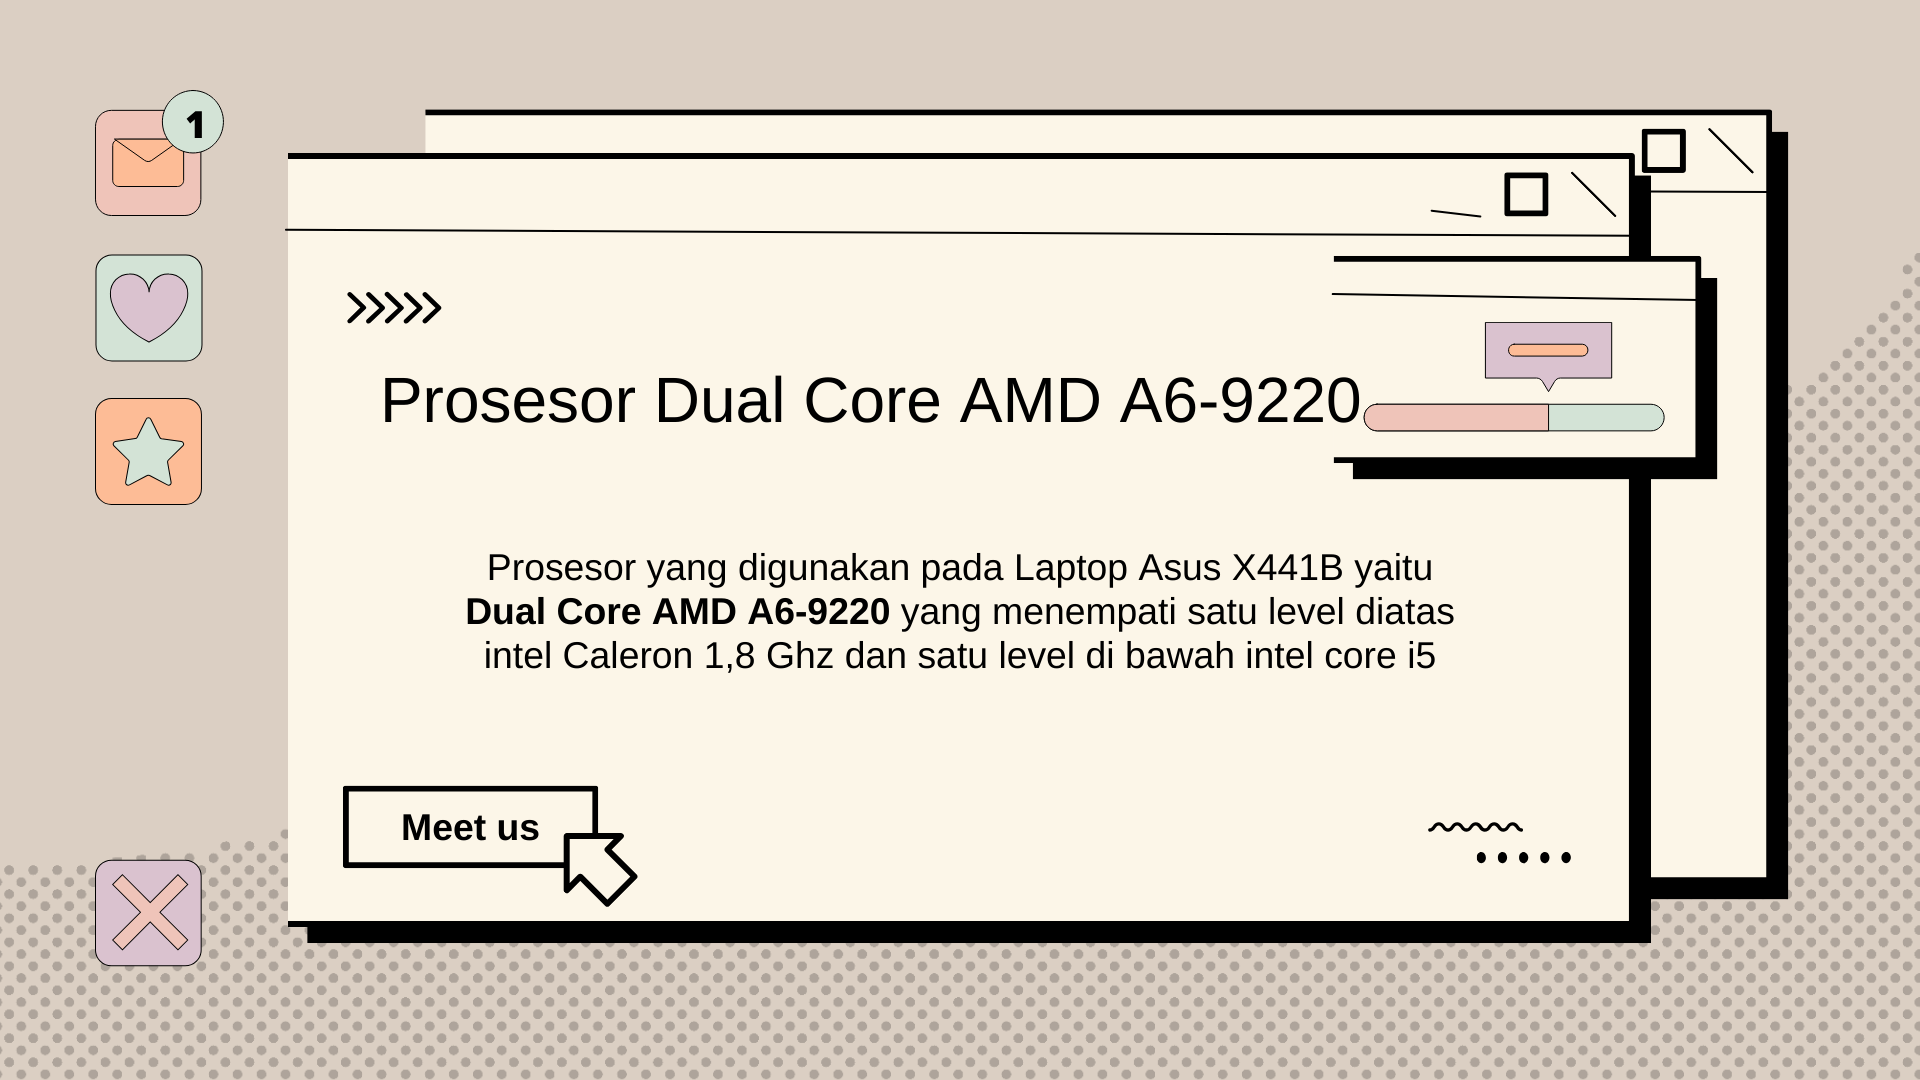 1
Prosesor Dual Core AMD A6-9220
Prosesor yang digunakan pada Laptop Asus X441B yaitu
Dual Core AMD A6-9220 yang menempati satu level diatas
intel Caleron 1,8 Ghz dan satu level di bawah intel core i5
Meet us